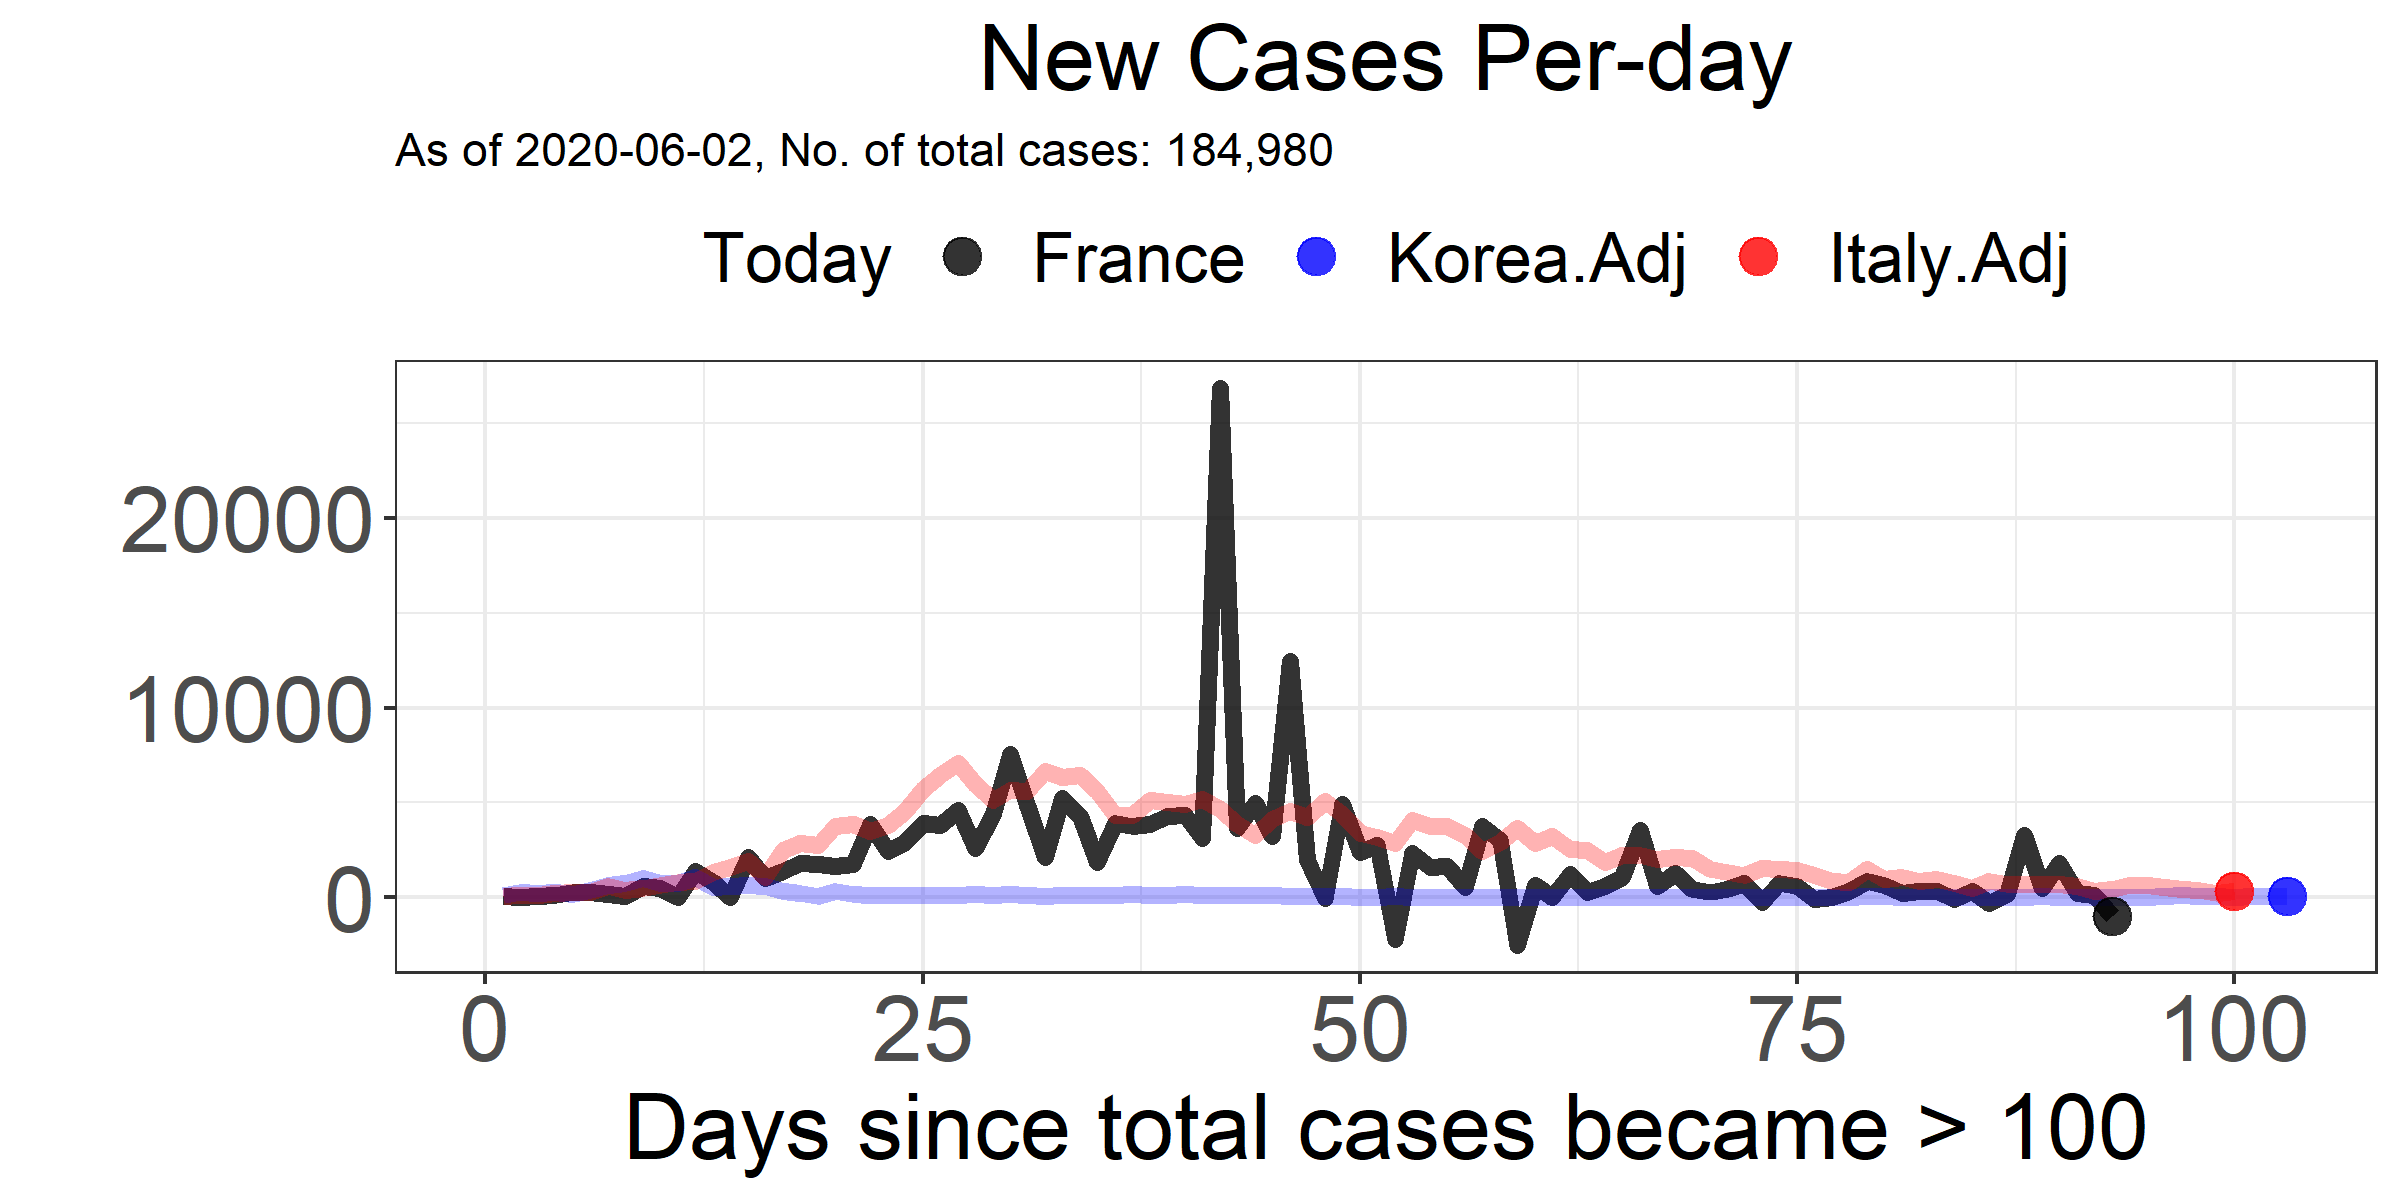 New Cases Per-day
As of 2020-06-02, No. of total cases: 184,980
Today France Korea.Adj Italy.Adj
20000
10000
0
0 25 50 75 100
Days since total cases became > 100